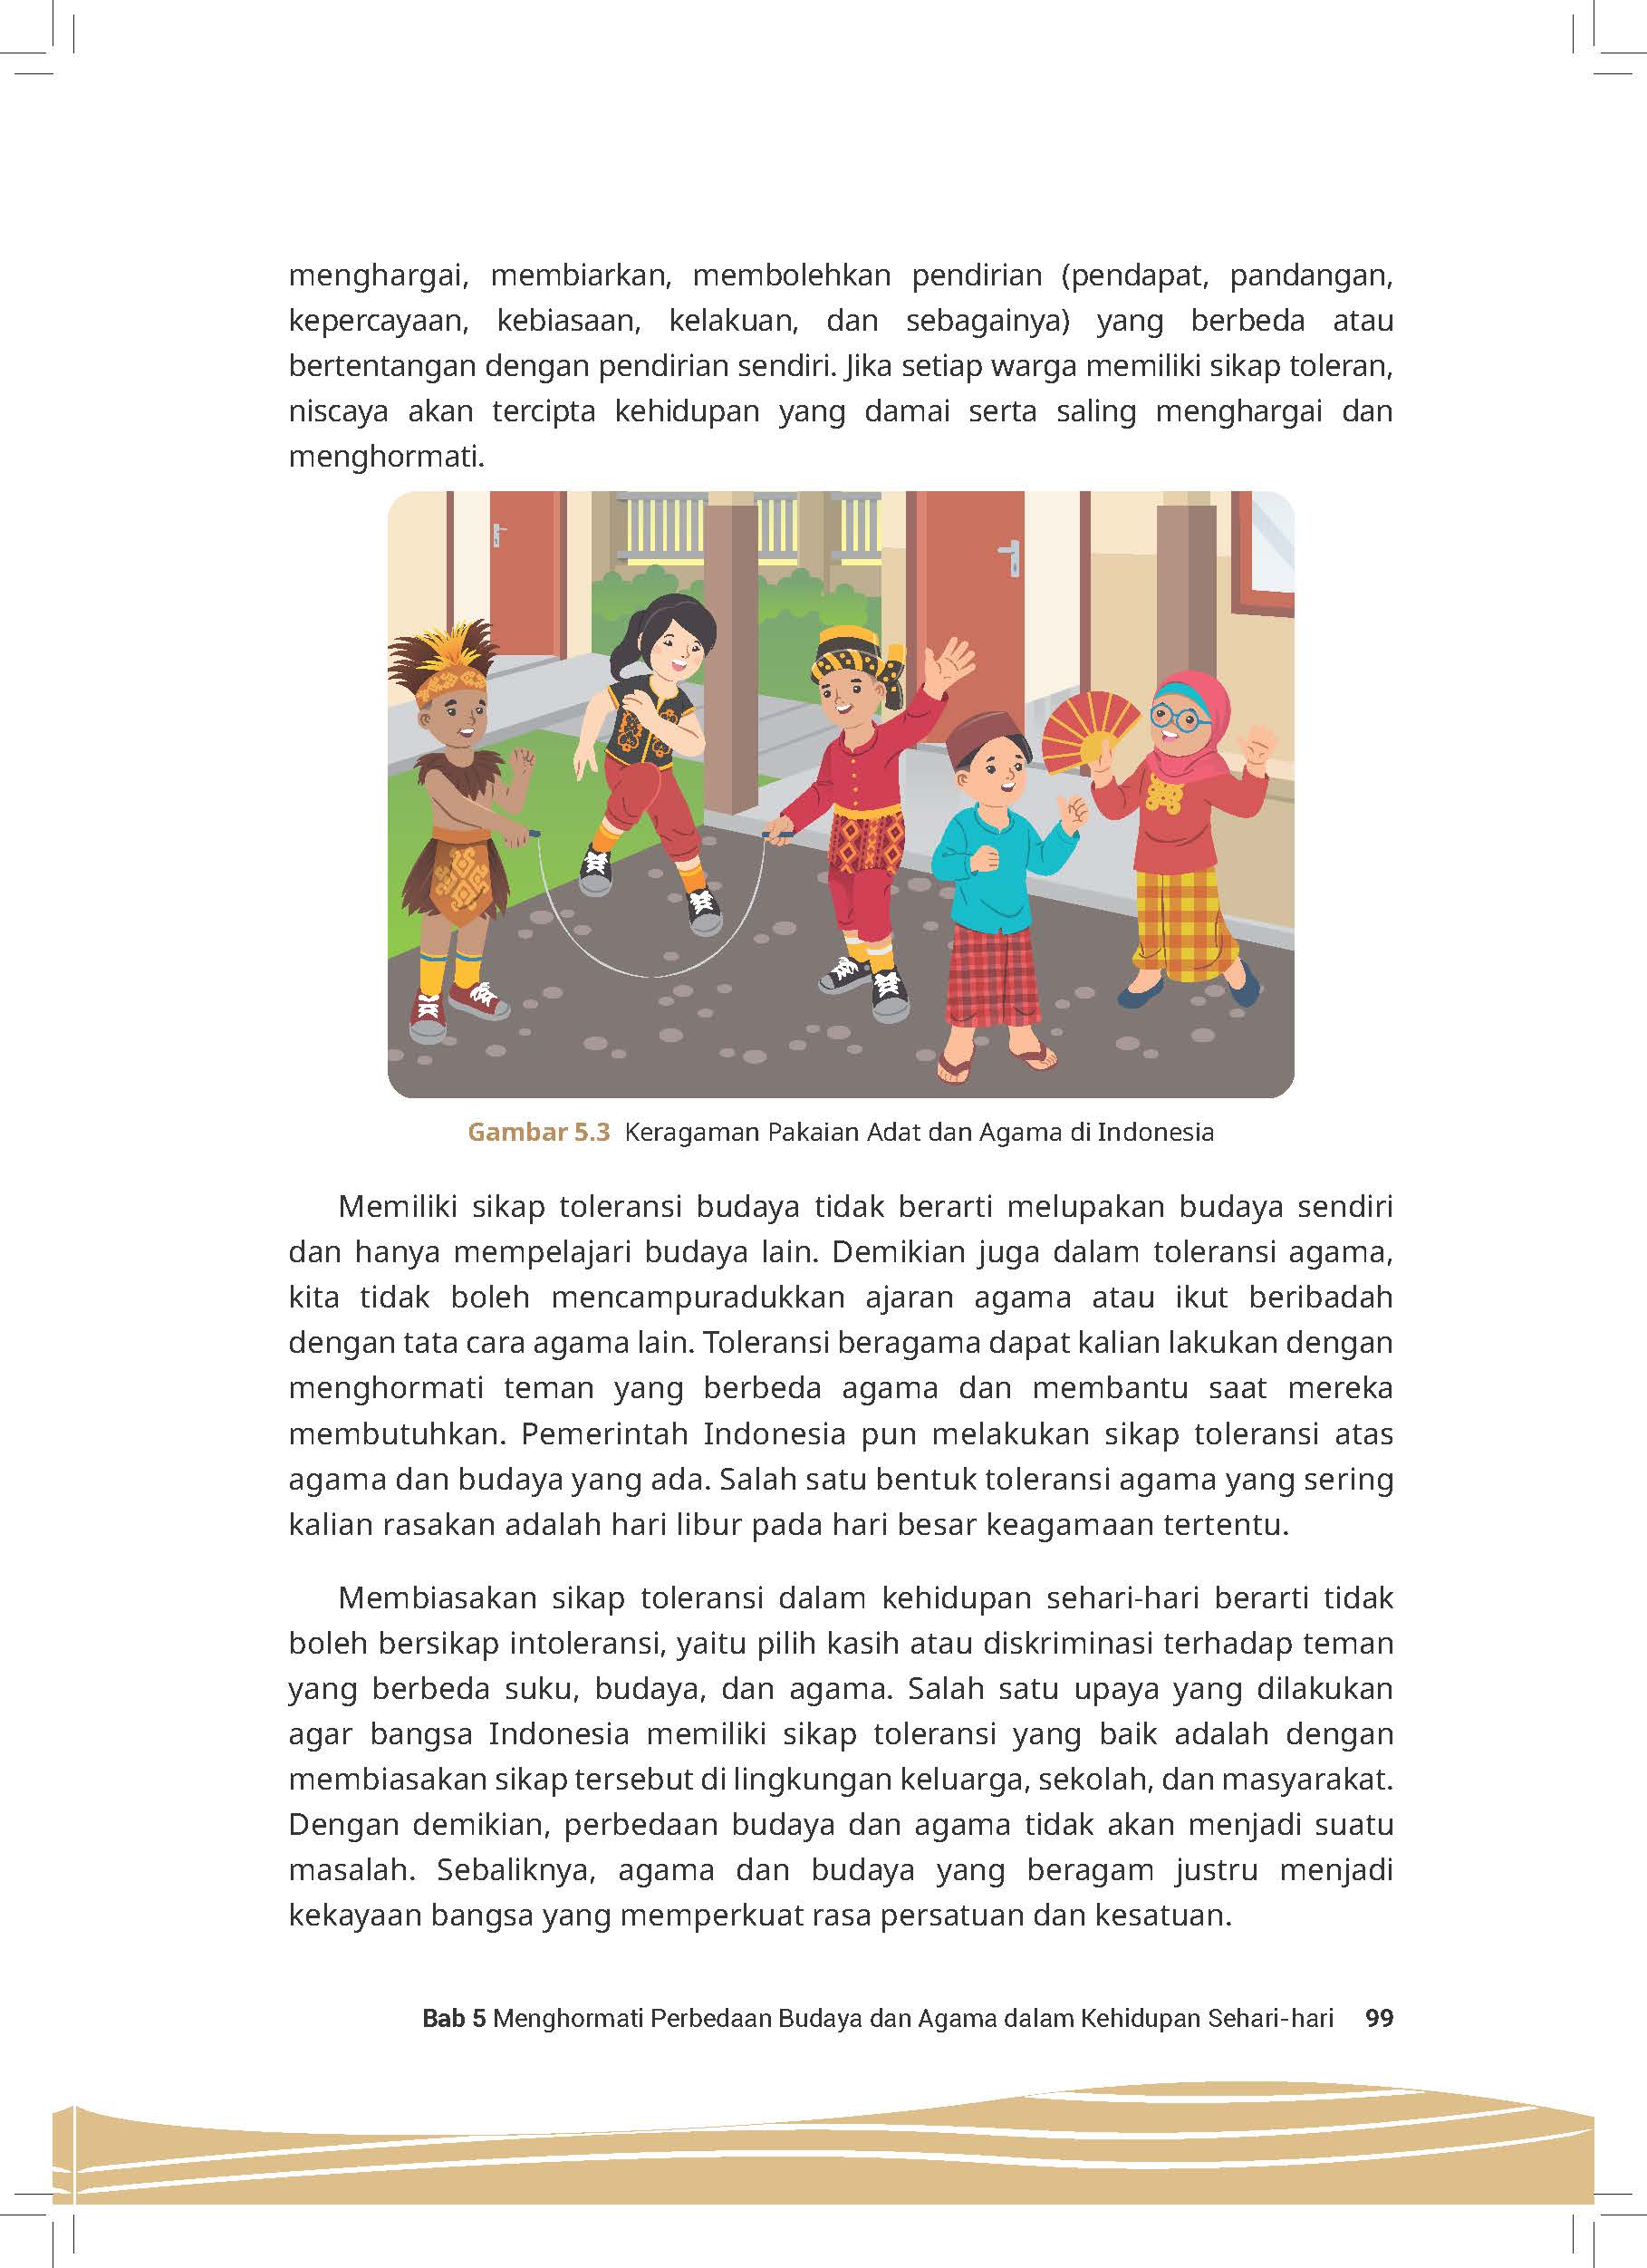 menghargai, membiarkan, membolehkan pendirian (pendapat, pandangan,
kepercayaan, kebiasaan, kelakuan, dan sebagainya) yang berbeda atau
bertentangan dengan pendirian sendiri. Jika setiap warga memiliki sikap toleran,
niscaya akan tercipta kehidupan yang damai serta saling menghargai dan
menghormati.
Gambar 5.3 Keragaman Pakaian Adat dan Agama di Indonesia
Memiliki sikap toleransi budaya tidak berarti melupakan budaya sendiri
dan hanya mempelajari budaya lain. Demikian juga dalam toleransi agama,
kita tidak boleh mencampuradukkan ajaran agama atau ikut beribadah
dengan tata cara agama lain. Toleransi beragama dapat kalian lakukan dengan
menghormati teman yang berbeda agama dan membantu saat mereka
membutuhkan. Pemerintah Indonesia pun melakukan sikap toleransi atas
agama dan budaya yang ada. Salah satu bentuk toleransi agama yang sering
kalian rasakan adalah hari libur pada hari besar keagamaan tertentu.
Membiasakan sikap toleransi dalam kehidupan sehari-hari berarti tidak
boleh bersikap intoleransi, yaitu pilih kasih atau diskriminasi terhadap teman
yang berbeda suku, budaya, dan agama. Salah satu upaya yang dilakukan
agar bangsa Indonesia memiliki sikap toleransi yang baik adalah dengan
membiasakan sikap tersebut di lingkungan keluarga, sekolah, dan masyarakat.
Dengan demikian, perbedaan budaya dan agama tidak akan menjadi suatu
masalah. Sebaliknya, agama dan budaya yang beragam justru menjadi
kekayaan bangsa yang memperkuat rasa persatuan dan kesatuan.
Bab 5 Menghormati Perbedaan Budaya dan Agama dalam Kehidupan Sehari-hari 99